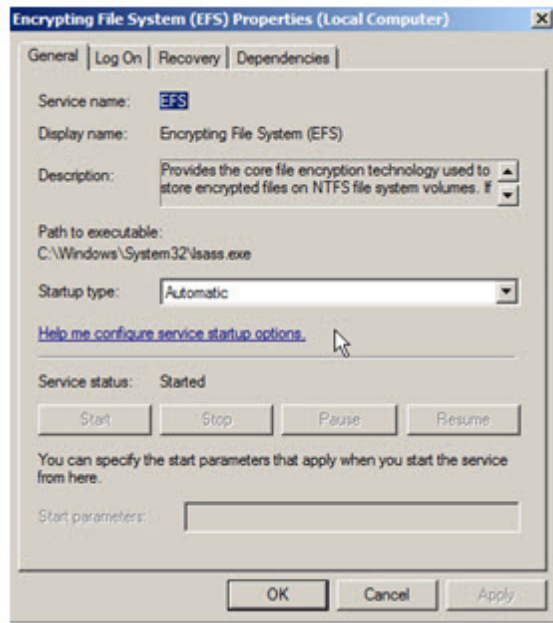 Encrypting File System (EFS) Properties (Local Computer)
General Log On Recovery Dependencies
Service name: EFS
Display name: Encrypting File System (EFS)
Description: Provides the core file encryption technology used to
store encrypted files on NTFS file system volumes. If
Path to executable:
C:\Windows\System32\lsass.exe
Startup type: Automatic
Help me configure service startup options.
Service status: Started
Start Stop Pause Resume
You can specify the start parameters that apply when you start the service
from here.
Start parameters:
OK Cancel Apply